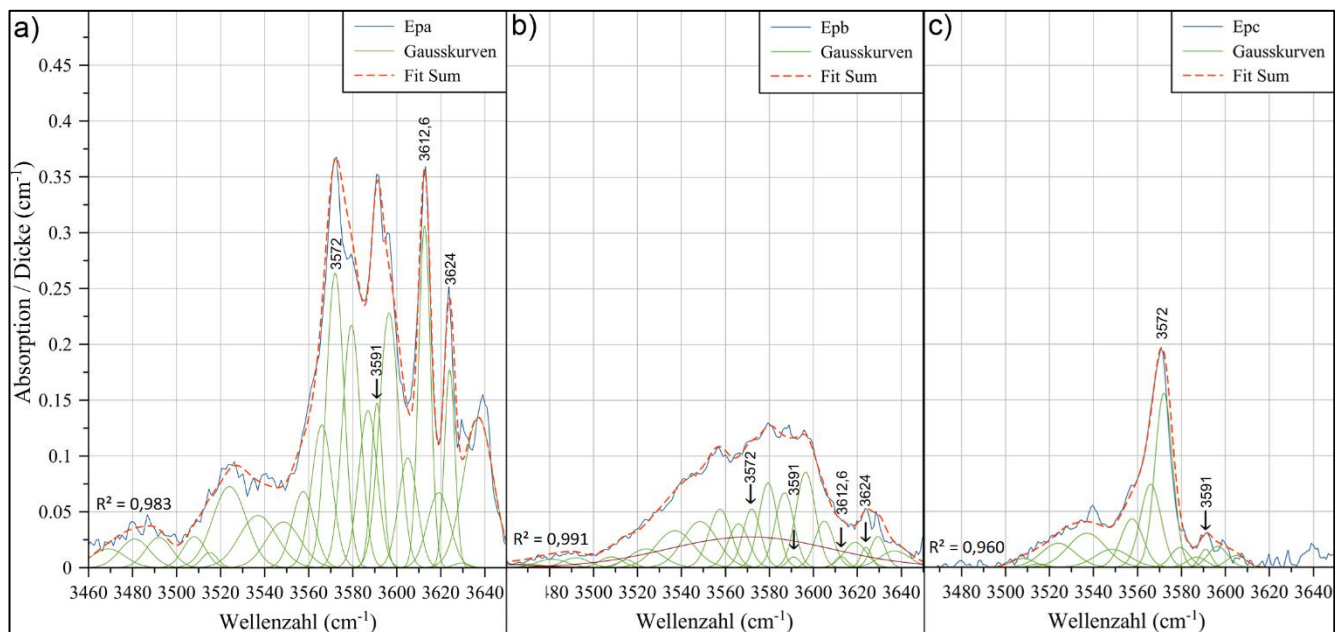 a)
Epa
Gausskurven
Fit Sum
Absorption / Dicke (cm⁻¹)
0.45
0.4
0.35
0.3
0.25
0.2
0.15
0.1
0.05
0
3572
3591
3612,6
3624
R² = 0,983
3460 3480 3500 3520 3540 3560 3580 3600 3620 3640
Wellenzahl (cm⁻¹)
b)
Epb
Gausskurven
Fit Sum
3572
3591
3612,6
3624
R² = 0,991
3500 3520 3540 3560 3580 3600 3620 3640
Wellenzahl (cm⁻¹)
c)
Epc
Gausskurven
Fit Sum
3572
3591
R² = 0,960
3480 3500 3520 3540 3560 3580 3600 3620 3640
Wellenzahl (cm⁻¹)